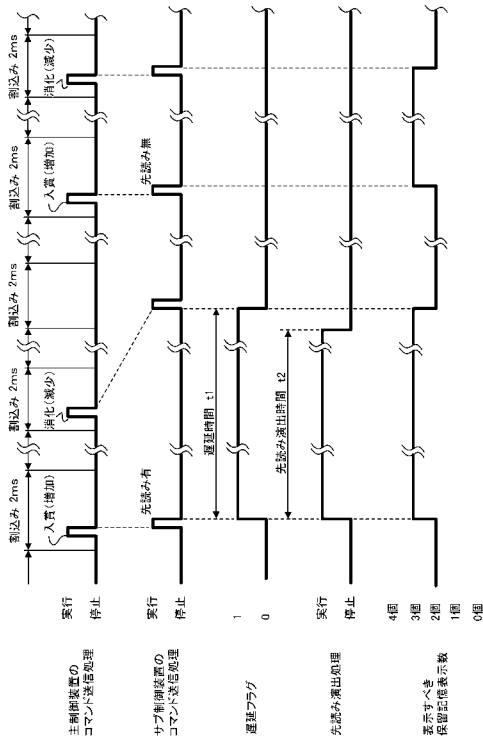 割込み 2ms
割込み 2ms
割込み 2ms
割込み 2ms
割込み 2ms
主制御装置の
コマンド送信処理
実行
停止
入賞(増加)
消化(減少)
入賞(増加)
消化(減少)
サブ制御装置の
コマンド送信処理
実行
停止
先読み有
先読み無
遅延フラグ
1
0
遅延時間 t1
先読み演出処理
実行
停止
先読み演出時間 t2
表示すべき
保留記憶表示数
4個
3個
2個
1個
0個